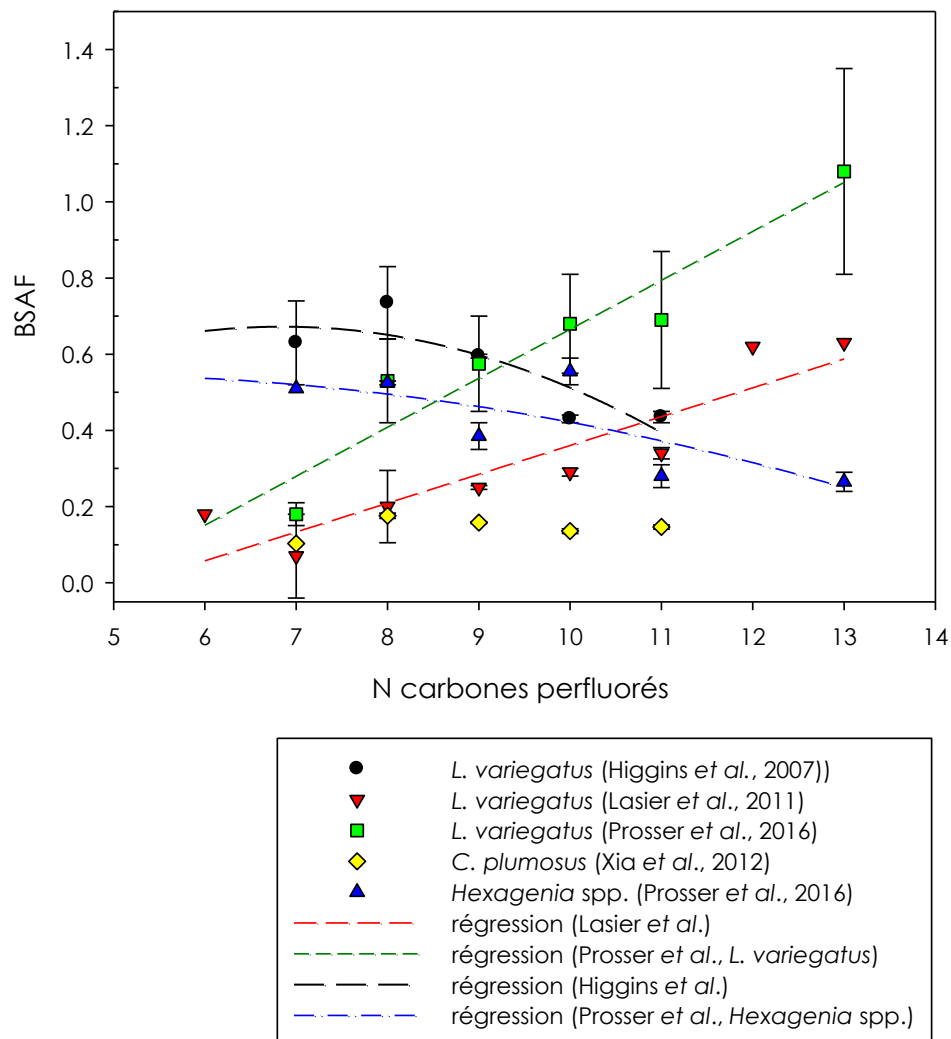 1.4
1.2
1.0
0.8
0.6
0.4
0.2
0.0
BSAF
5 6 7 8 9 10 11 12 13 14
N carbones perfluorés
L. variegatus (Higgins et al., 2007))
L. variegatus (Lasier et al., 2011)
L. variegatus (Prosser et al., 2016)
C. plumosus (Xia et al., 2012)
Hexagenia spp. (Prosser et al., 2016)
régression (Lasier et al.)
régression (Prosser et al., L. variegatus)
régression (Higgins et al.)
régression (Prosser et al., Hexagenia spp.)